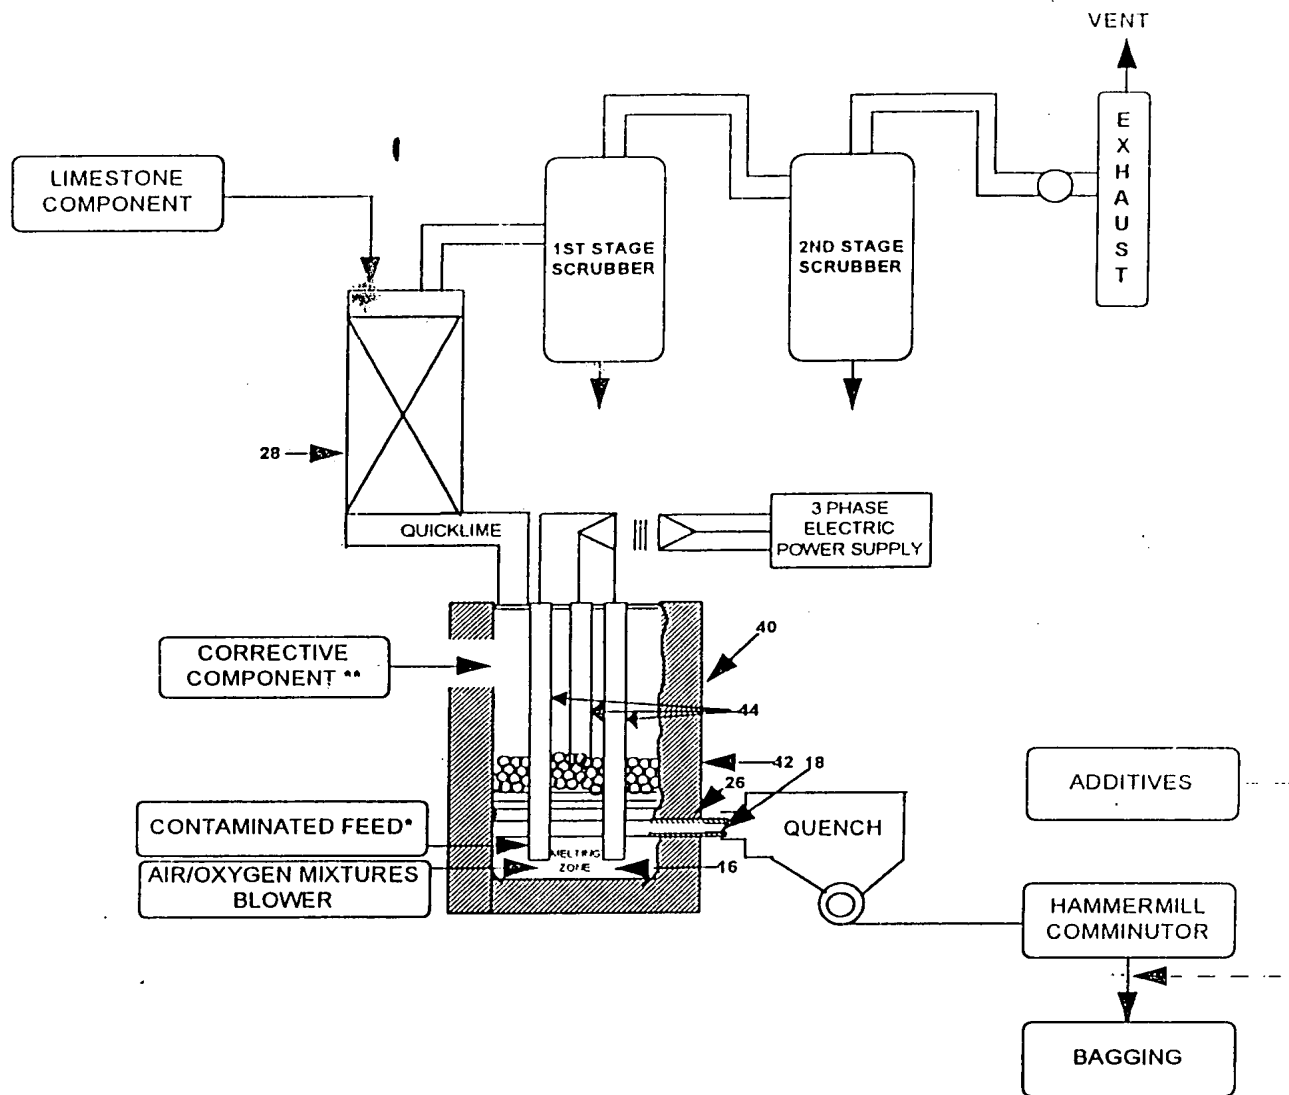 VENT
EXHAUST
LIMESTONE
COMPONENT
1ST STAGE
SCRUBBER
2ND STAGE
SCRUBBER
28
QUICKLIME
3 PHASE
ELECTRIC
POWER SUPPLY
40
CORRECTIVE
COMPONENT **
44
42
18
26
ADDITIVES
CONTAMINATED FEED*
QUENCH
MELTING
ZONE
16
AIR/OXYGEN MIXTURES
BLOWER
HAMMERMILL
COMMINUTOR
BAGGING